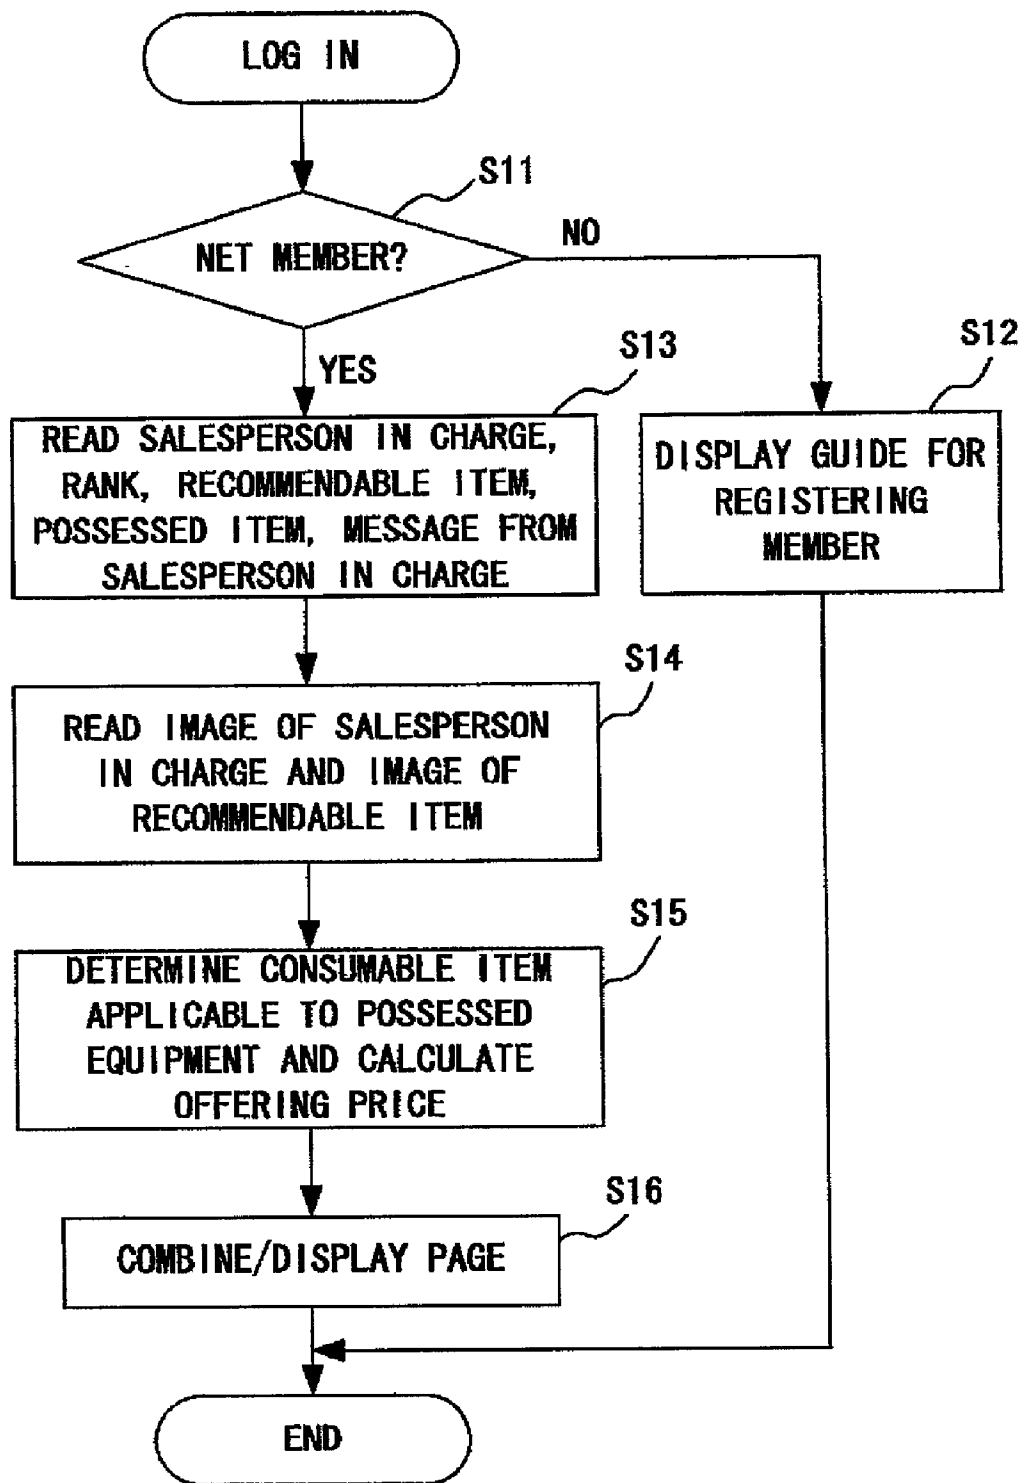 LOG IN
S11
NET MEMBER?
NO
YES
S13
READ SALESPERSON IN CHARGE,
RANK, RECOMMENDABLE ITEM,
POSSESSED ITEM, MESSAGE FROM
SALESPERSON IN CHARGE
S12
DISPLAY GUIDE FOR
REGISTERING
MEMBER
S14
READ IMAGE OF SALESPERSON
IN CHARGE AND IMAGE OF
RECOMMENDABLE ITEM
S15
DETERMINE CONSUMABLE ITEM
APPLICABLE TO POSSESSED
EQUIPMENT AND CALCULATE
OFFERING PRICE
S16
COMBINE/DISPLAY PAGE
END